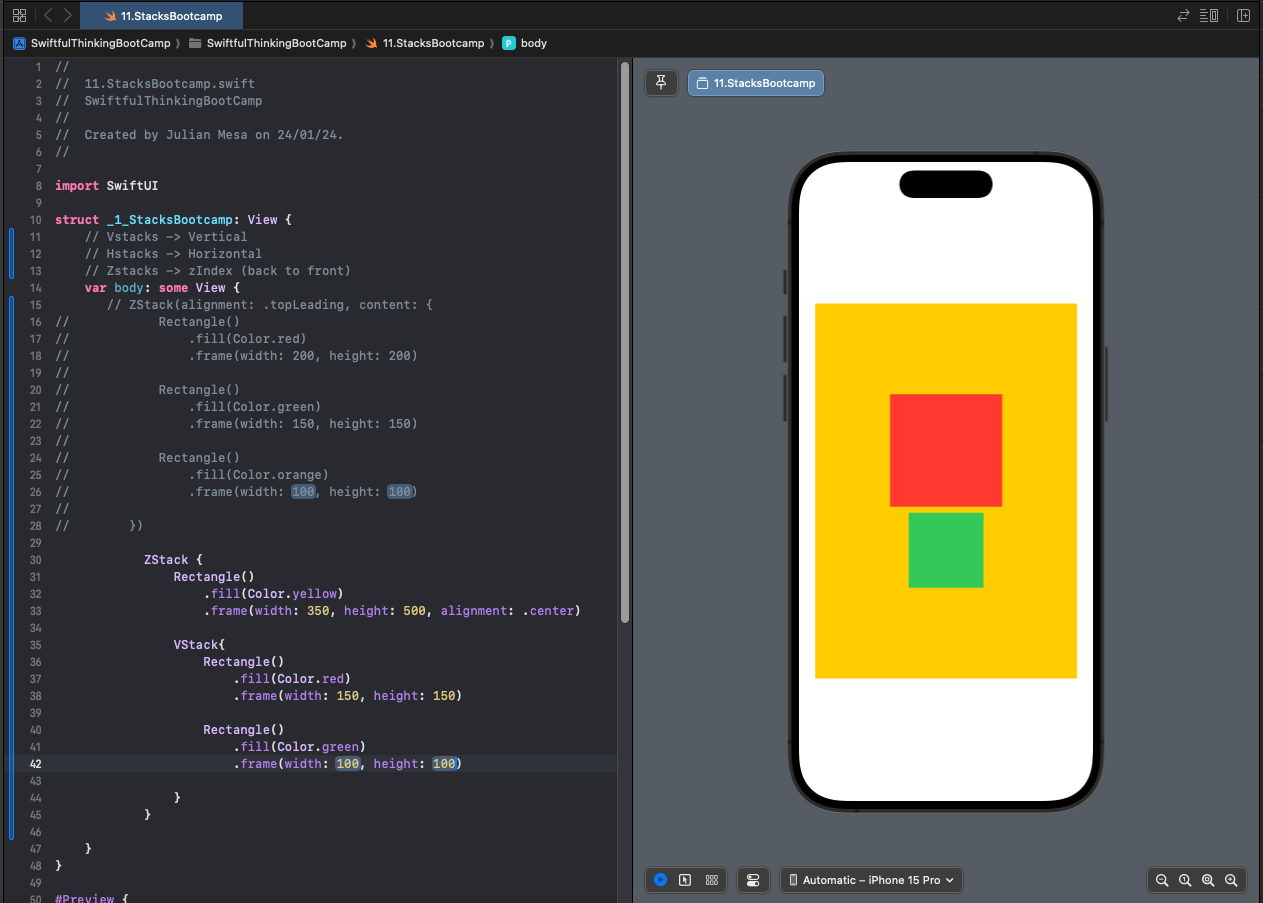 11.StacksBootcamp
SwiftfulThinkingBootCamp 〉 SwiftfulThinkingBootCamp 〉 11.StacksBootcamp 〉 P body
1 //
2 //  11.StacksBootcamp.swift
3 //  SwiftfulThinkingBootCamp
4 //
5 //  Created by Julian Mesa on 24/01/24.
6 //
7
8 import SwiftUI
9
10 struct _1_StacksBootcamp: View {
11     // Vstacks -> Vertical
12     // Hstacks -> Horizontal
13     // Zstacks -> zIndex (back to front)
14     var body: some View {
15        // ZStack(alignment: .topLeading, content: {
16 //            Rectangle()
17 //                .fill(Color.red)
18 //                .frame(width: 200, height: 200)
19 //
20 //            Rectangle()
21 //                .fill(Color.green)
22 //                .frame(width: 150, height: 150)
23 //
24 //            Rectangle()
25 //                .fill(Color.orange)
26 //                .frame(width: 100, height: 100)
27 //
28 //        })
29
30             ZStack {
31                 Rectangle()
32                     .fill(Color.yellow)
33                     .frame(width: 350, height: 500, alignment: .center)
34
35                 VStack{
36                     Rectangle()
37                         .fill(Color.red)
38                         .frame(width: 150, height: 150)
39
40                     Rectangle()
41                         .fill(Color.green)
42                         .frame(width: 100, height: 100)
43
44                 }
45             }
46
47     }
48 }
49
50 #Preview {
11.StacksBootcamp
Automatic – iPhone 15 Pro